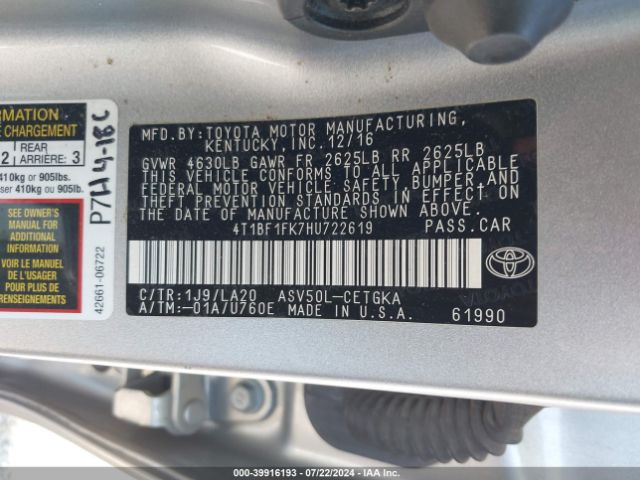 MFD.BY:TOYOTA MOTOR MANUFACTURING,
KENTUCKY, INC. 12/16
GVWR 4630LB GAWR FR 2625LB RR 2625LB
THIS VEHICLE CONFORMS TO ALL APPLICABLE
FEDERAL MOTOR VEHICLE SAFETY, BUMPER, AND
THEFT PREVENTION STANDARDS IN EFFECT ON
THE DATE OF MANUFACTURE SHOWN ABOVE.
4T1BF1FK7HU722619 PASS.CAR
C/TR:1J9/LA20 ASV50L-CETGKA
A/TM:-01A/U760E MADE IN U.S.A.
61990
TOYOTA
RMATION
E CHARGEMENT
2 REAR ARRIÈRE: 3
410kg or 905lbs.
ser 410kg ou 905lb.
SEE OWNER'S
MANUAL FOR
ADDITIONAL
INFORMATION
VOIR LE MANUEL
DE L'USAGER
POUR PLUS DE
RENSEIGNEMENTS
42661-06722
000-39916193 - 07/22/2024 - IAA Inc.